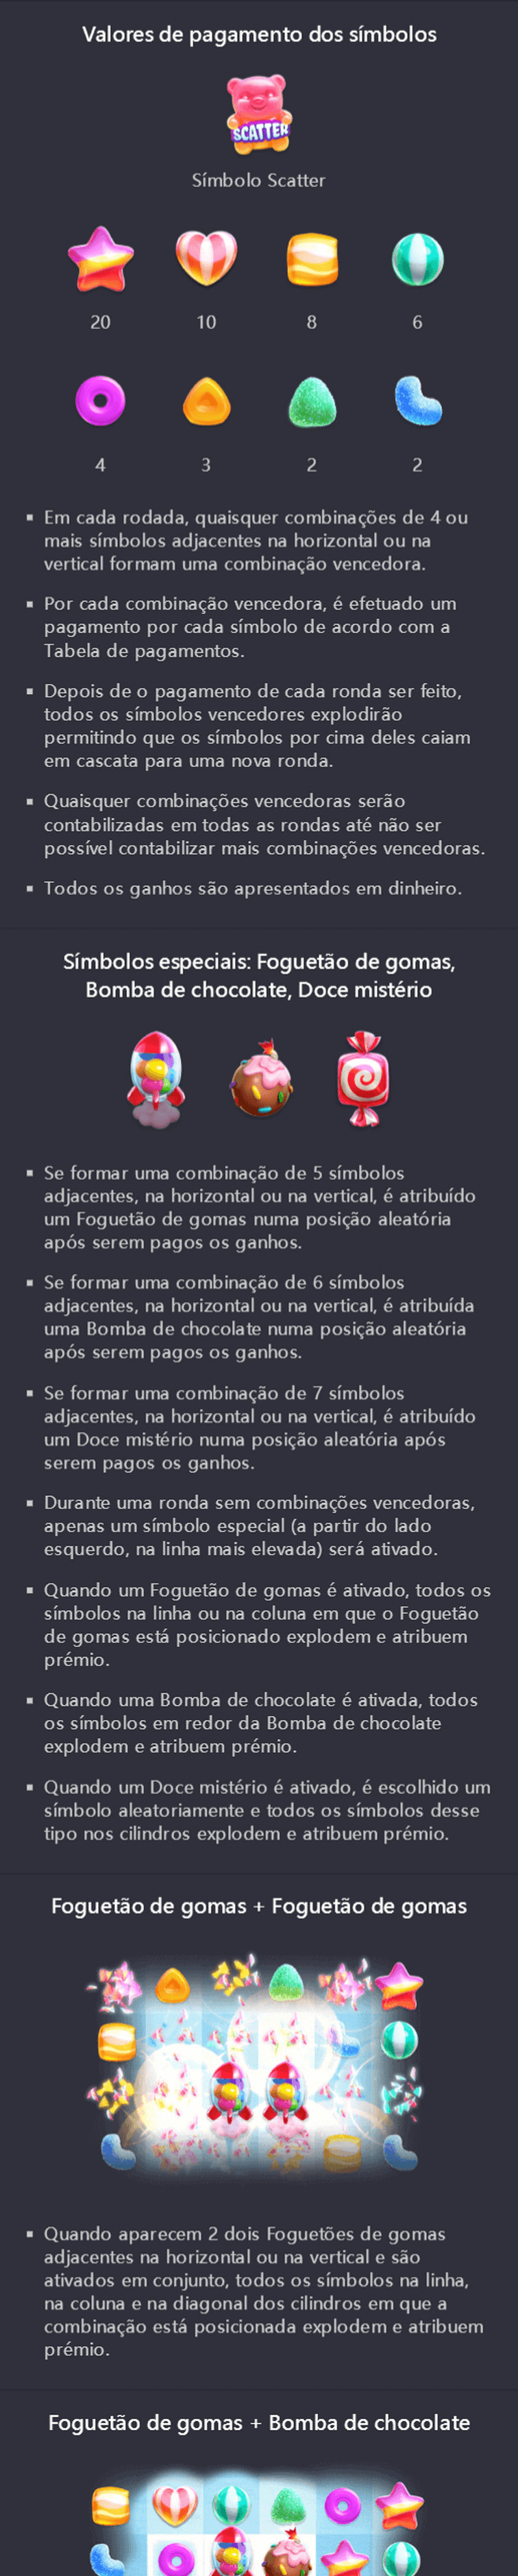 Valores de pagamento dos símbolos
SCATTER
Símbolo Scatter
20 10 8 6
4 3 2 2
▪ Em cada rodada, quaisquer combinações de 4 ou
mais símbolos adjacentes na horizontal ou na
vertical formam uma combinação vencedora.
▪ Por cada combinação vencedora, é efetuado um
pagamento por cada símbolo de acordo com a
Tabela de pagamentos.
▪ Depois de o pagamento de cada ronda ser feito,
todos os símbolos vencedores explodirão
permitindo que os símbolos por cima deles caiam
em cascata para uma nova ronda.
▪ Quaisquer combinações vencedoras serão
contabilizadas em todas as rondas até não ser
possível contabilizar mais combinações vencedoras.
▪ Todos os ganhos são apresentados em dinheiro.
Símbolos especiais: Foguetão de gomas,
Bomba de chocolate, Doce mistério
▪ Se formar uma combinação de 5 símbolos
adjacentes, na horizontal ou na vertical, é atribuído
um Foguetão de gomas numa posição aleatória
após serem pagos os ganhos.
▪ Se formar uma combinação de 6 símbolos
adjacentes, na horizontal ou na vertical, é atribuída
uma Bomba de chocolate numa posição aleatória
após serem pagos os ganhos.
▪ Se formar uma combinação de 7 símbolos
adjacentes, na horizontal ou na vertical, é atribuído
um Doce mistério numa posição aleatória após
serem pagos os ganhos.
▪ Durante uma ronda sem combinações vencedoras,
apenas um símbolo especial (a partir do lado
esquerdo, na linha mais elevada) será ativado.
▪ Quando um Foguetão de gomas é ativado, todos os
símbolos na linha ou na coluna em que o Foguetão
de gomas está posicionado explodem e atribuem
prémio.
▪ Quando uma Bomba de chocolate é ativada, todos
os símbolos em redor da Bomba de chocolate
explodem e atribuem prémio.
▪ Quando um Doce mistério é ativado, é escolhido um
símbolo aleatoriamente e todos os símbolos desse
tipo nos cilindros explodem e atribuem prémio.
Foguetão de gomas + Foguetão de gomas
▪ Quando aparecem 2 dois Foguetões de gomas
adjacentes na horizontal ou na vertical e são
ativados em conjunto, todos os símbolos na linha,
na coluna e na diagonal dos cilindros em que a
combinação está posicionada explodem e atribuem
prémio.
Foguetão de gomas + Bomba de chocolate